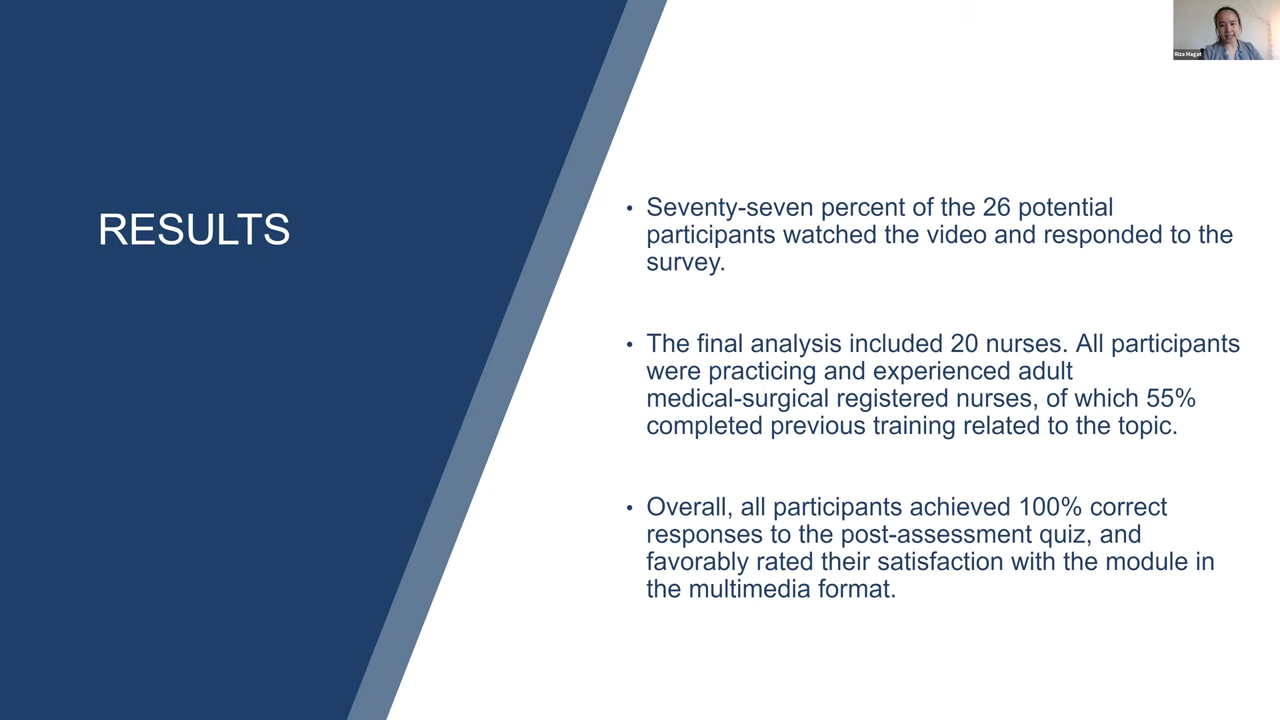 Riza Magat
RESULTS
• Seventy-seven percent of the 26 potential
participants watched the video and responded to the
survey.
• The final analysis included 20 nurses. All participants
were practicing and experienced adult
medical-surgical registered nurses, of which 55%
completed previous training related to the topic.
• Overall, all participants achieved 100% correct
responses to the post-assessment quiz, and
favorably rated their satisfaction with the module in
the multimedia format.